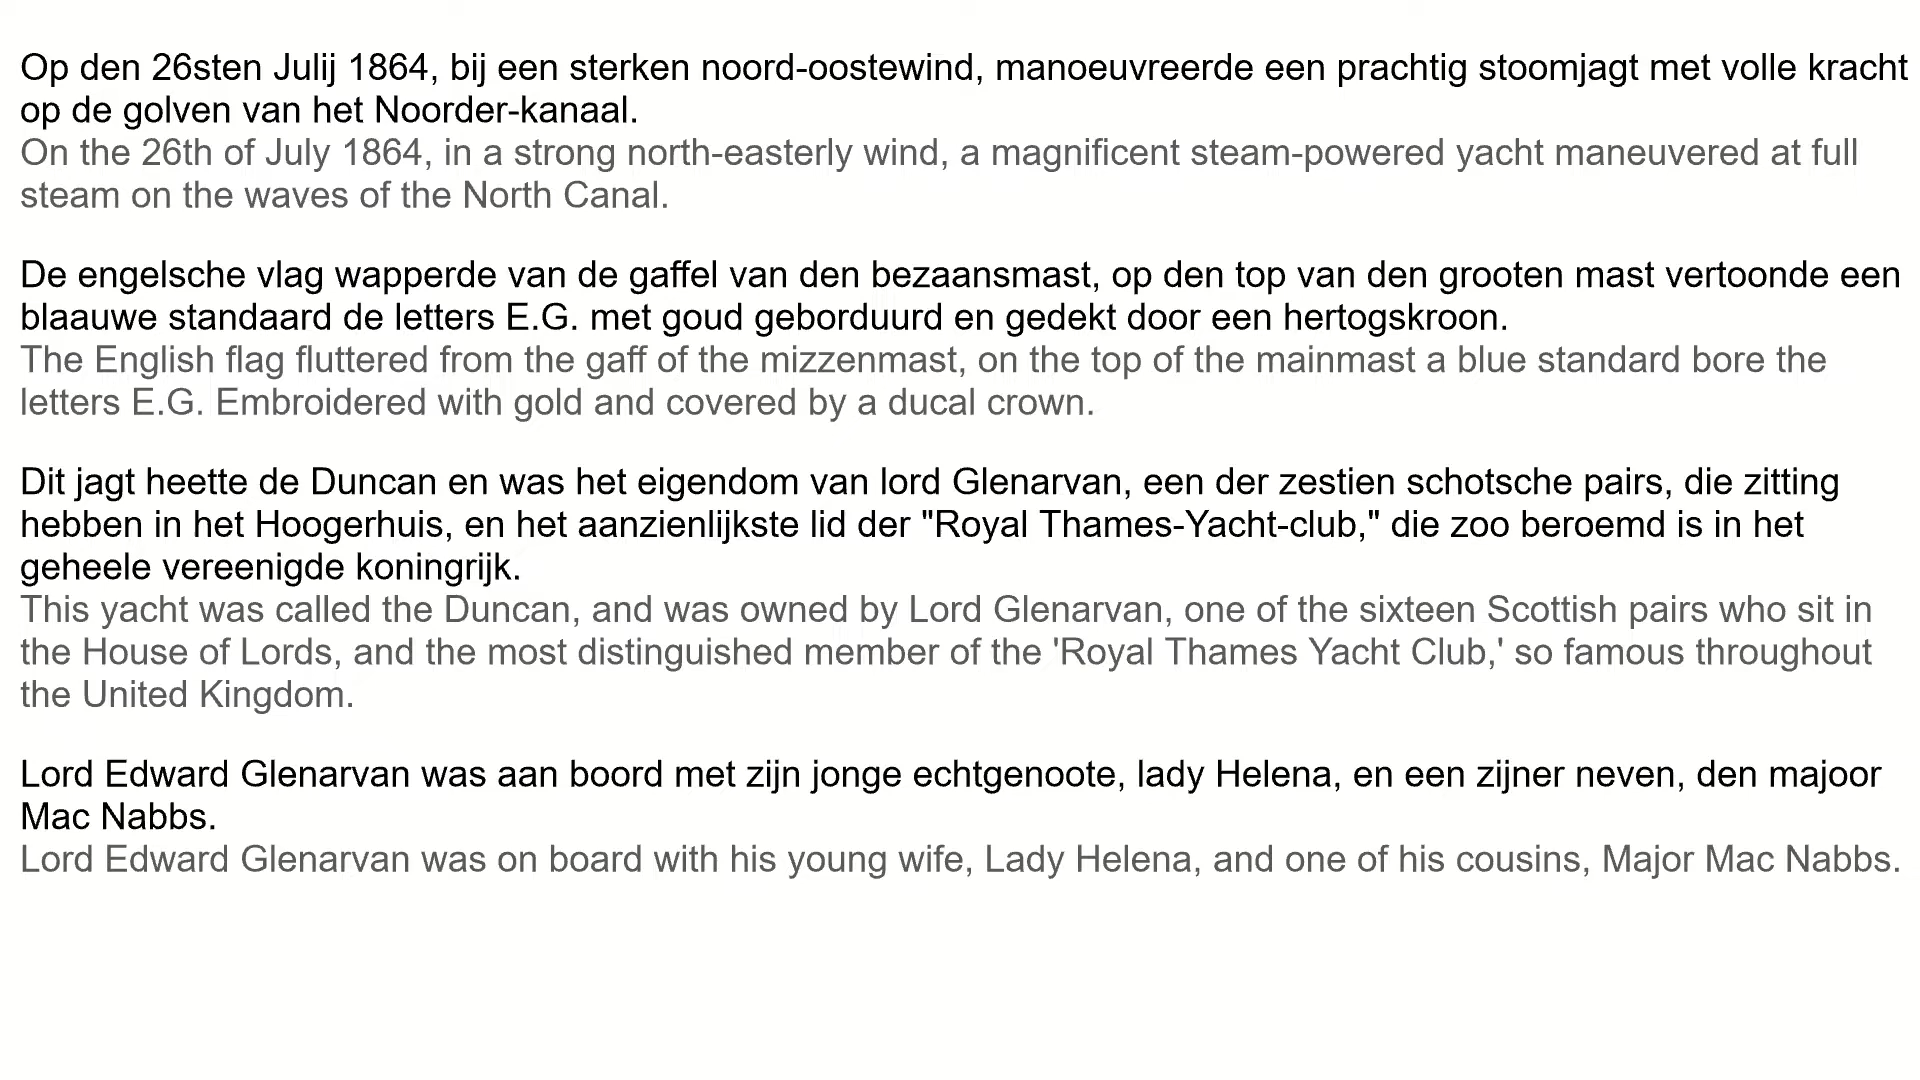 Op den 26sten Julij 1864, bij een sterken noord-oostewind, manoeuvreerde een prachtig stoomjagt met volle kracht
op de golven van het Noorder-kanaal.
On the 26th of July 1864, in a strong north-easterly wind, a magnificent steam-powered yacht maneuvered at full
steam on the waves of the North Canal.
De engelsche vlag wapperde van de gaffel van den bezaansmast, op den top van den grooten mast vertoonde een
blaauwe standaard de letters E.G. met goud geborduurd en gedekt door een hertogskroon.
The English flag fluttered from the gaff of the mizzenmast, on the top of the mainmast a blue standard bore the
letters E.G. Embroidered with gold and covered by a ducal crown.
Dit jagt heette de Duncan en was het eigendom van lord Glenarvan, een der zestien schotsche pairs, die zitting
hebben in het Hoogerhuis, en het aanzienlijkste lid der "Royal Thames-Yacht-club," die zoo beroemd is in het
geheele vereenigde koningrijk.
This yacht was called the Duncan, and was owned by Lord Glenarvan, one of the sixteen Scottish pairs who sit in
the House of Lords, and the most distinguished member of the 'Royal Thames Yacht Club,' so famous throughout
the United Kingdom.
Lord Edward Glenarvan was aan boord met zijn jonge echtgenoote, lady Helena, en een zijner neven, den majoor
Mac Nabbs.
Lord Edward Glenarvan was on board with his young wife, Lady Helena, and one of his cousins, Major Mac Nabbs.